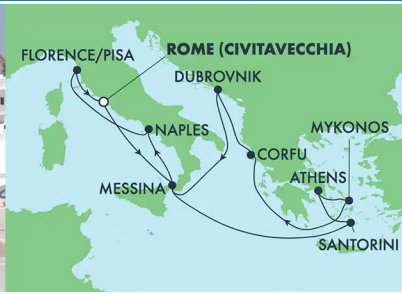 ROME (CIVITAVECCHIA)
FLORENCE/PISA
DUBROVNIK
MYKONOS
NAPLES
CORFU
ATHENS
MESSINA
SANTORINI